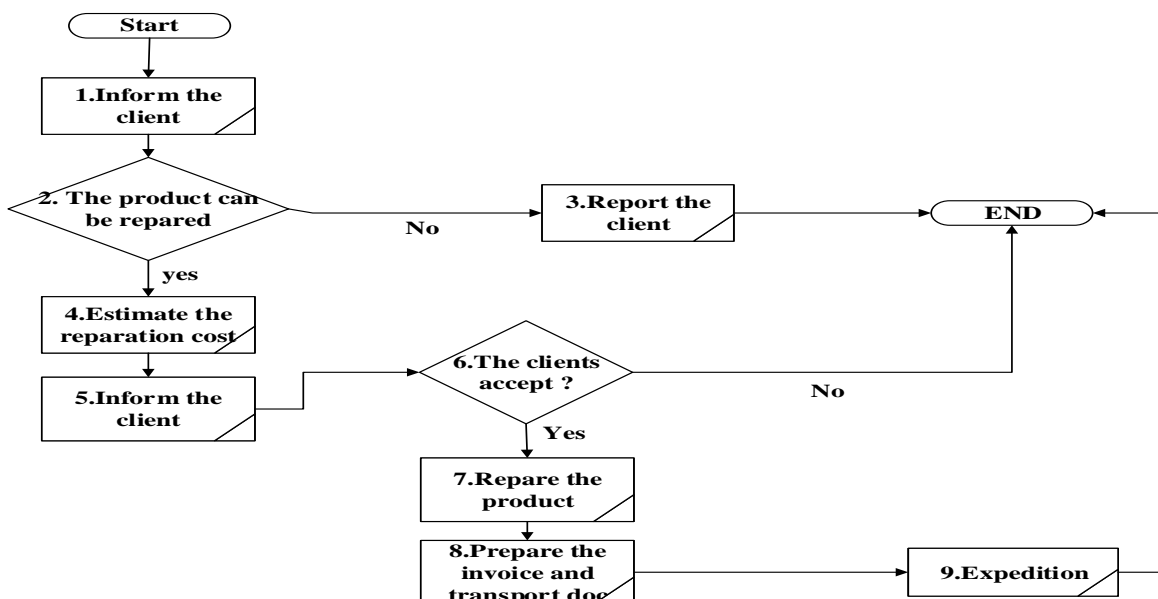 Start
1.Inform the
client
2. The product can
be repared
No
3.Report the
client
END
yes
4.Estimate the
reparation cost
5.Inform the
client
6.The clients
accept ?
No
Yes
7.Repare the
product
8.Prepare the
invoice and
transport doc
9.Expedition